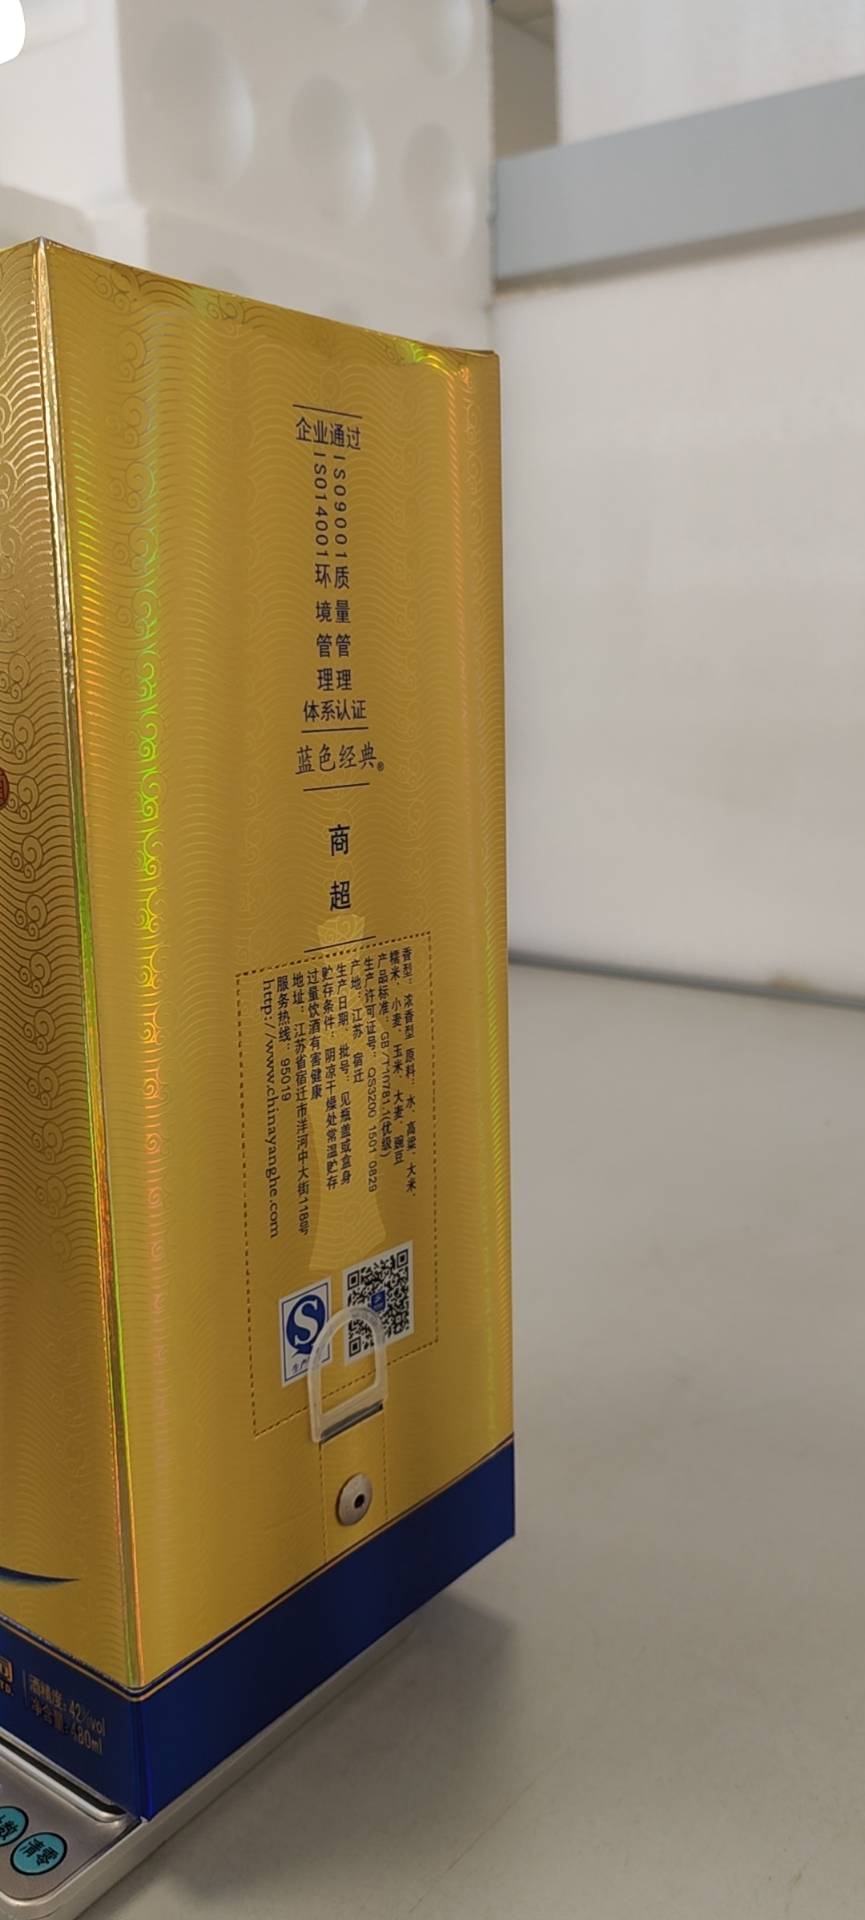 企业通过
ISO9001质量管理
ISO14001环境管理
体系认证
蓝色经典®
商超
香型：浓香型 原料：水、高粱、大米、
糯米、小麦、玉米、大麦、豌豆
产品标准：GB/T10781.1(优级)
生产许可证号：QS3200 1501 0829
产地：江苏 宿迁
生产日期、批号：见瓶盖或盒身
贮存条件：阴凉干燥处常温贮存
过量饮酒有害健康
地址：江苏省宿迁市洋河中大街118号
服务热线：95019
http://www.chinayanghe.com
S
酒精度：42%vol
净含量：480ml
清零